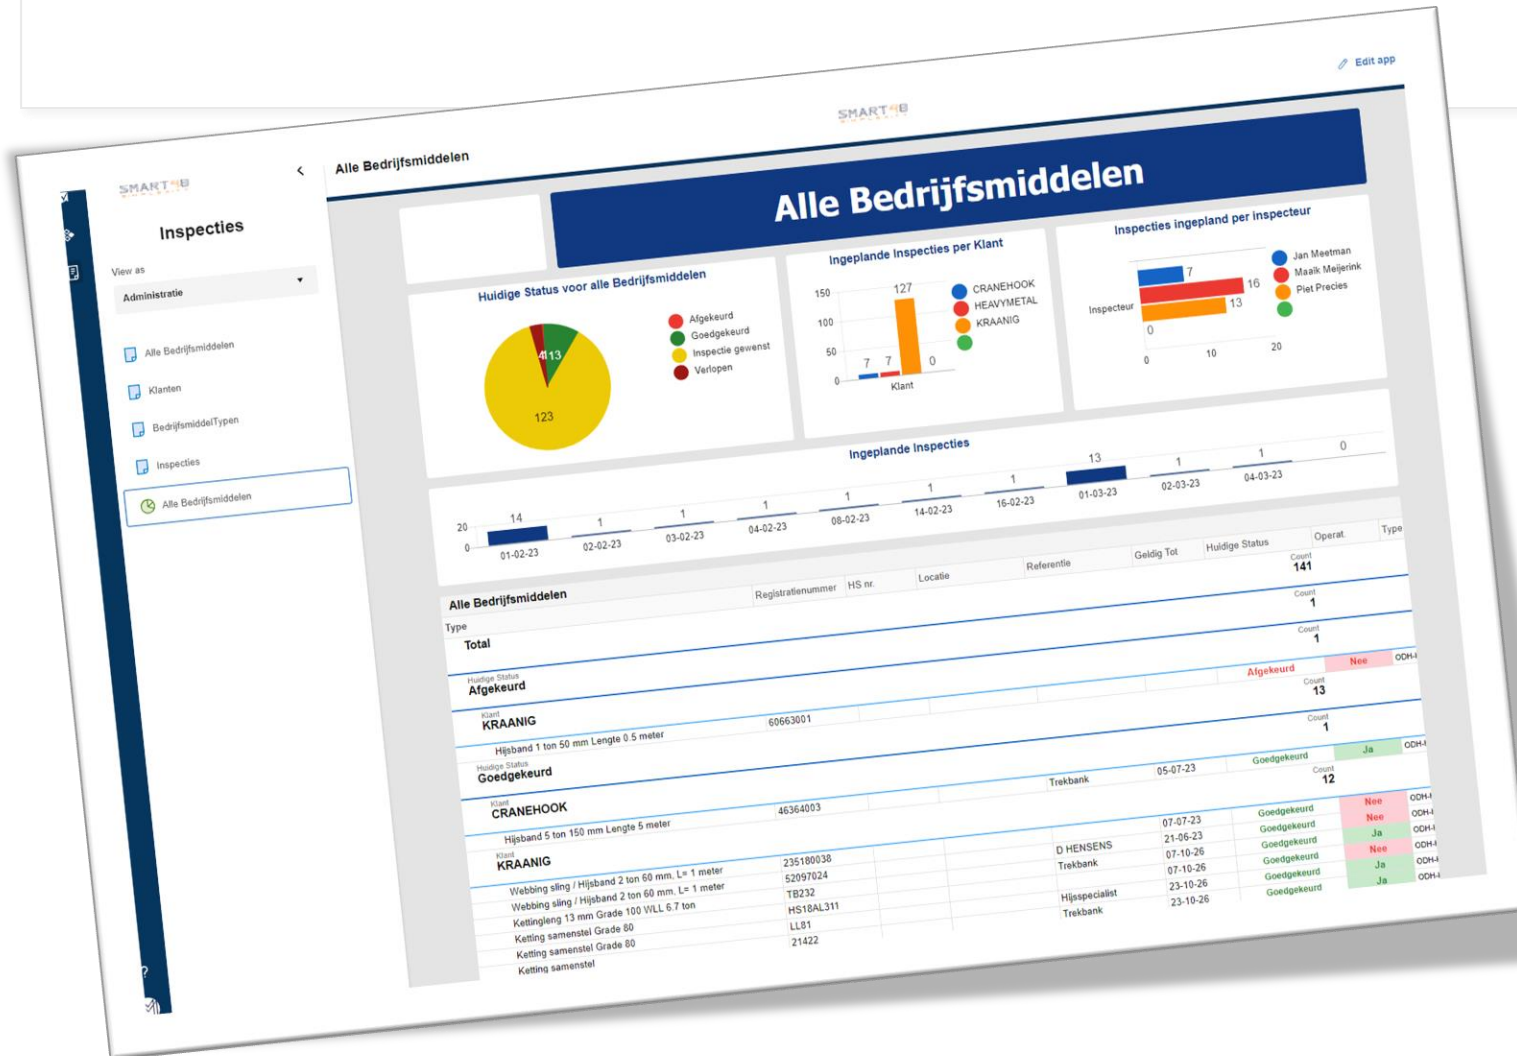 Edit app
SMART4B
SMART4B
Alle Bedrijfsmiddelen
Inspecties
View as
Administratie
Alle Bedrijfsmiddelen
Klanten
BedrijfsmiddelTypen
Inspecties
Alle Bedrijfsmiddelen
Alle Bedrijfsmiddelen
Huidige Status voor alle Bedrijfsmiddelen
Afgekeurd
Goedgekeurd
Inspectie gewenst
Verlopen
13
123
Ingeplande Inspecties per Klant
150
100
50
0
7 7 127 0
Klant
CRANEHOOK
HEAVYMETAL
KRAANIG
Inspecties ingepland per inspecteur
Inspecteur
7
16
13
0
0 10 20
Jan Meetman
Maaik Meijerink
Piet Precies
Ingeplande Inspecties
20
0
14 1 1 1 1 1 1 13 1 1 0
01-02-23 02-02-23 03-02-23 04-02-23 08-02-23 14-02-23 16-02-23 01-03-23 02-03-23 04-03-23
Alle Bedrijfsmiddelen
Type Registratienummer HS nr. Locatie Referentie Geldig Tot Huidige Status Operat. Type
Total Count 141
Huidige Status
Afgekeurd Count 1
Klant
KRAANIG Count 1
Hijsband 1 ton 50 mm Lengte 0.5 meter 60663001 Afgekeurd Nee
Huidige Status
Goedgekeurd Count 13
Klant
CRANEHOOK Count 1
Hijsband 5 ton 150 mm Lengte 5 meter 46364003 Trekbank 05-07-23 Goedgekeurd Ja
Klant
KRAANIG Count 12
Webbing sling / Hijsband 2 ton 60 mm. L= 1 meter 235180038 D HENSENS 07-07-23 Goedgekeurd Nee
Webbing sling / Hijsband 2 ton 60 mm. L= 1 meter 52097024 Trekbank 21-06-23 Goedgekeurd Nee
Kettingleng 13 mm Grade 100 WLL 6.7 ton TB232 07-10-26 Goedgekeurd Ja
Ketting samenstel Grade 80 HS18AL311 07-10-26 Goedgekeurd Nee
Ketting samenstel Grade 80 LL81 Hijsspecialist 23-10-26 Goedgekeurd Ja
Ketting samenstel 21422 Trekbank 23-10-26 Goedgekeurd Ja